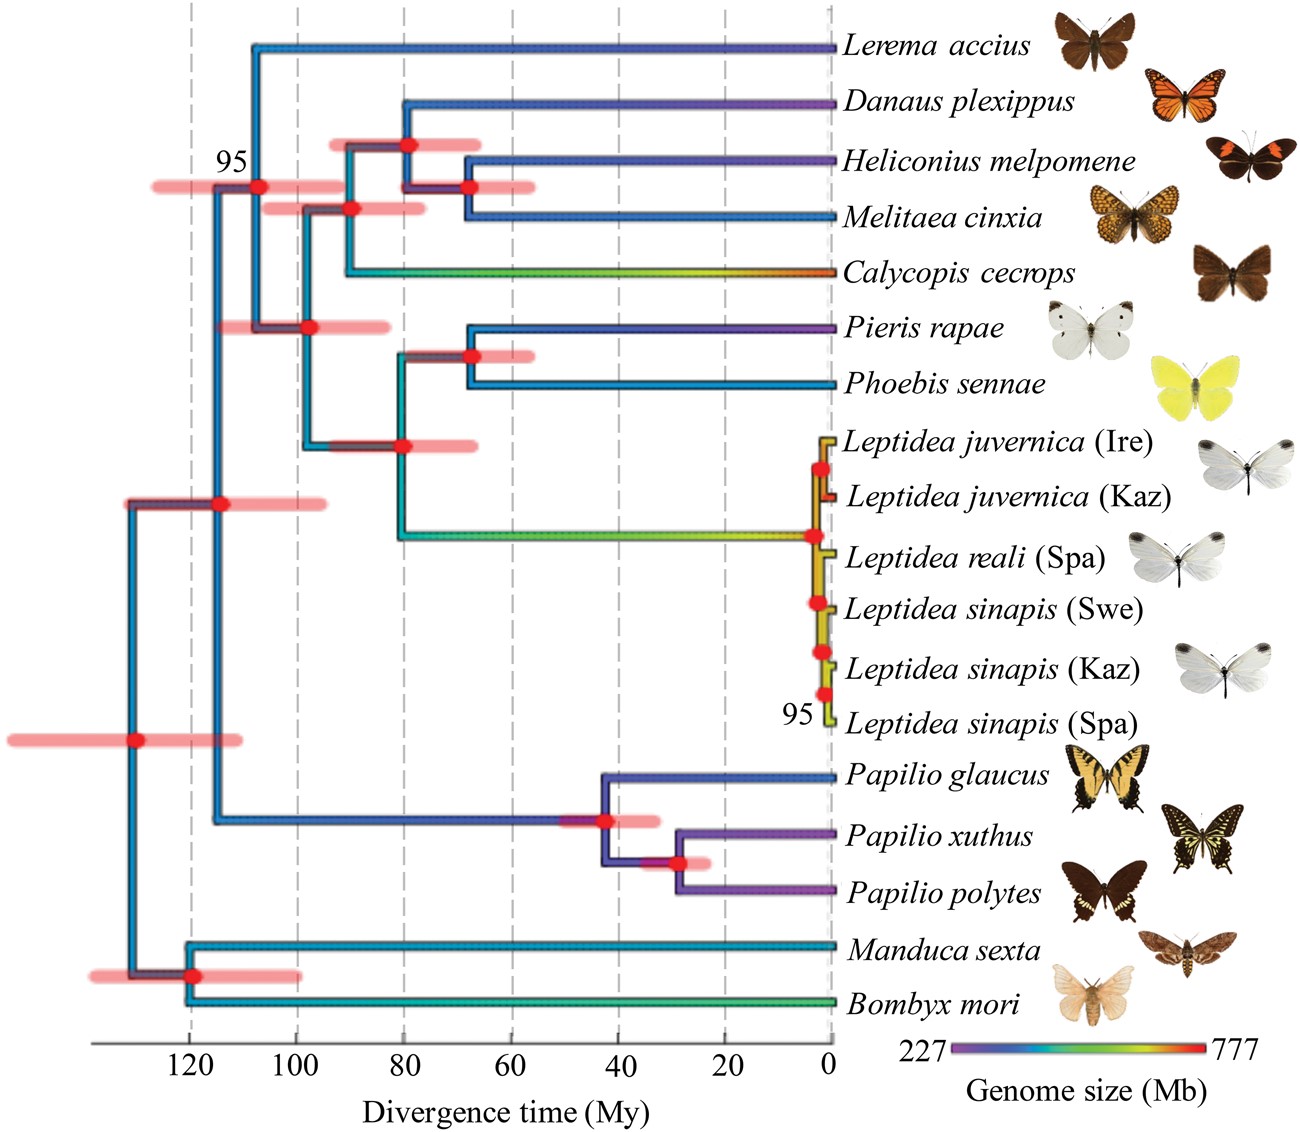 Lerema accius
Danaus plexippus
95
Heliconius melpomene
Melitaea cinxia
Calycopis cecrops
Pieris rapae
Phoebis sennae
Leptidea juvernica (Ire)
Leptidea juvernica (Kaz)
Leptidea reali (Spa)
Leptidea sinapis (Swe)
Leptidea sinapis (Kaz)
95
Leptidea sinapis (Spa)
Papilio glaucus
Papilio xuthus
Papilio polytes
Manduca sexta
Bombyx mori
120 100 80 60 40 20 0
Divergence time (My)
227 777
Genome size (Mb)